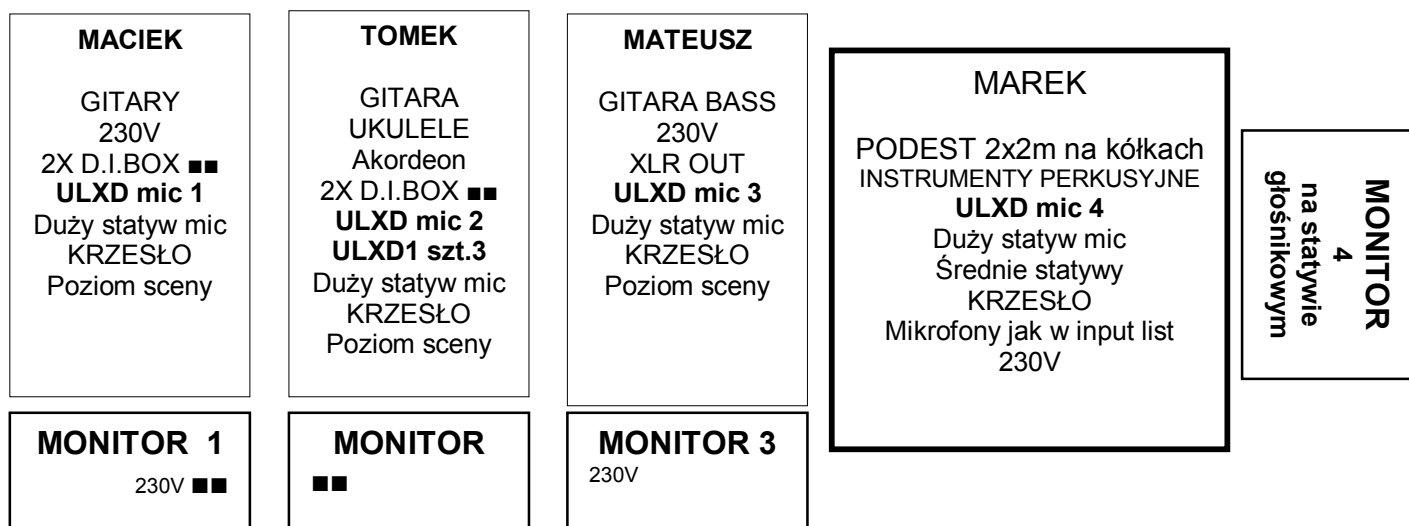 MACIEK
GITARY
230V
2X D.I.BOX ■■
ULXD mic 1
Duży statyw mic
KRZESŁO
Poziom sceny
TOMEK
GITARA
UKULELE
Akordeon
2X D.I.BOX ■■
ULXD mic 2
ULXD1 szt.3
Duży statyw mic
KRZESŁO
Poziom sceny
MATEUSZ
GITARA BASS
230V
XLR OUT
ULXD mic 3
Duży statyw mic
KRZESŁO
Poziom sceny
MAREK
PODEST 2x2m na kółkach
INSTRUMENTY PERKUSYJNE
ULXD mic 4
Duży statyw mic
Średnie statywy
KRZESŁO
Mikrofony jak w input list
230V
MONITOR
4
na statywie
głośnikowym
MONITOR 1
230V ■■
MONITOR
■■
MONITOR 3
230V